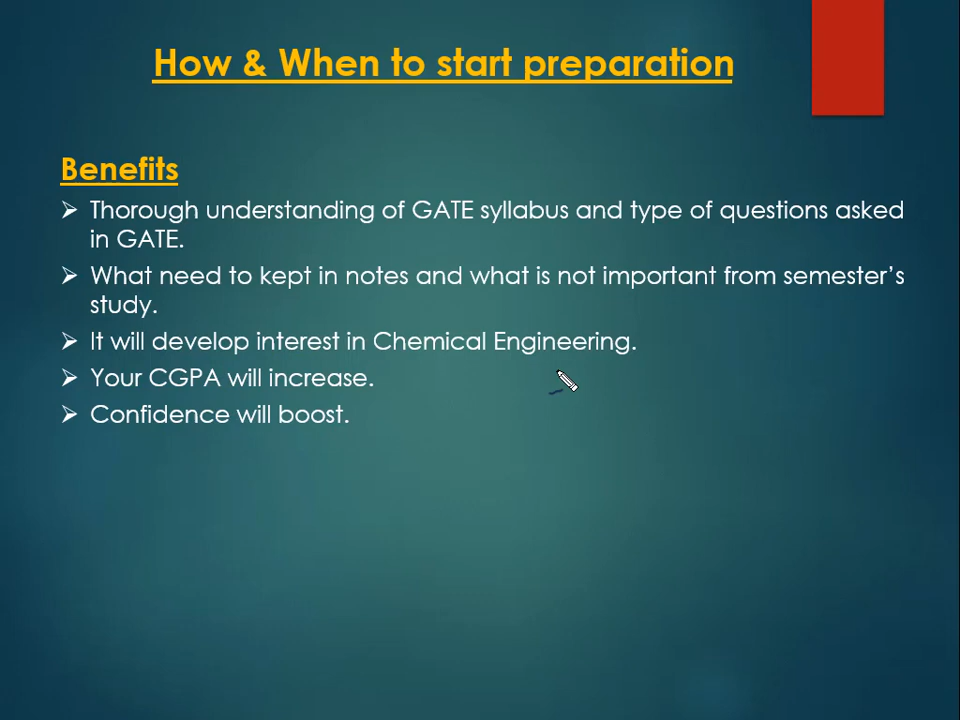 How & When to start preparation
Benefits
➢ Thorough understanding of GATE syllabus and type of questions asked
in GATE.
➢ What need to kept in notes and what is not important from semester’s
study.
➢ It will develop interest in Chemical Engineering.
➢ Your CGPA will increase.
➢ Confidence will boost.